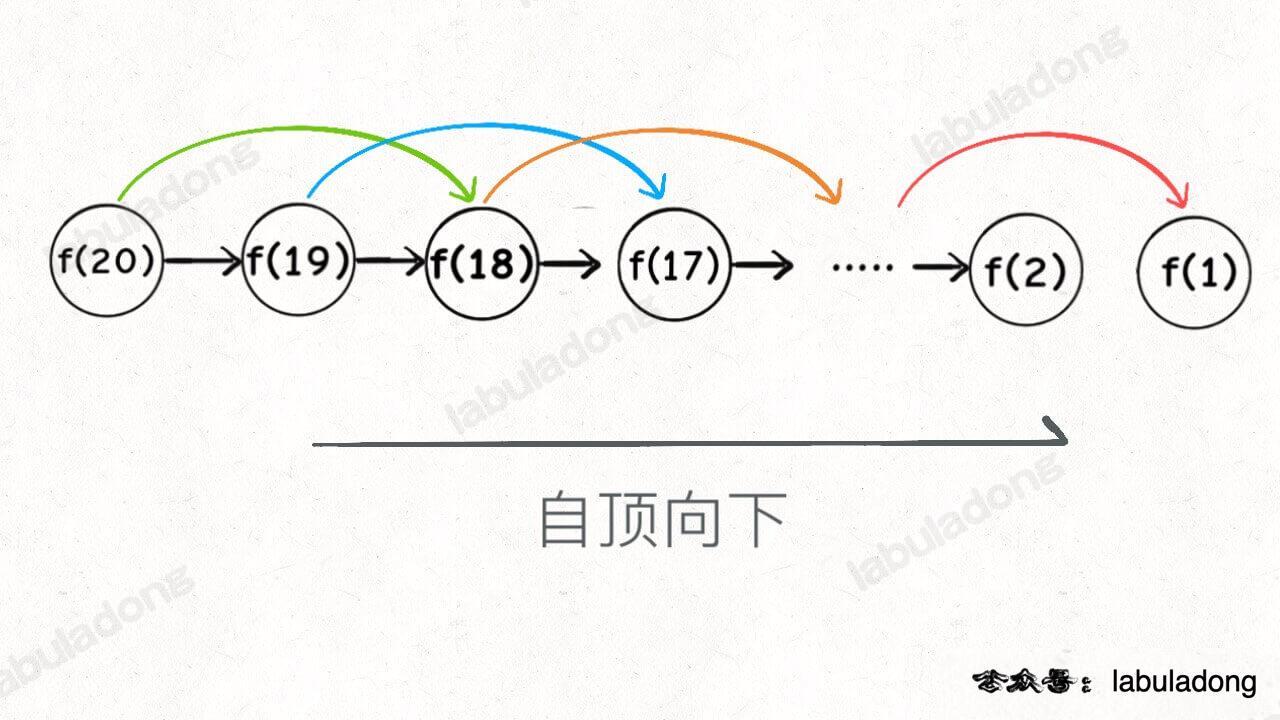 labuladong
labuladong
labuladong
f(20) f(19) f(18) f(17) ..... f(2) f(1)
labuladong
自顶向下
labuladong
labuladong
公众号：labuladong